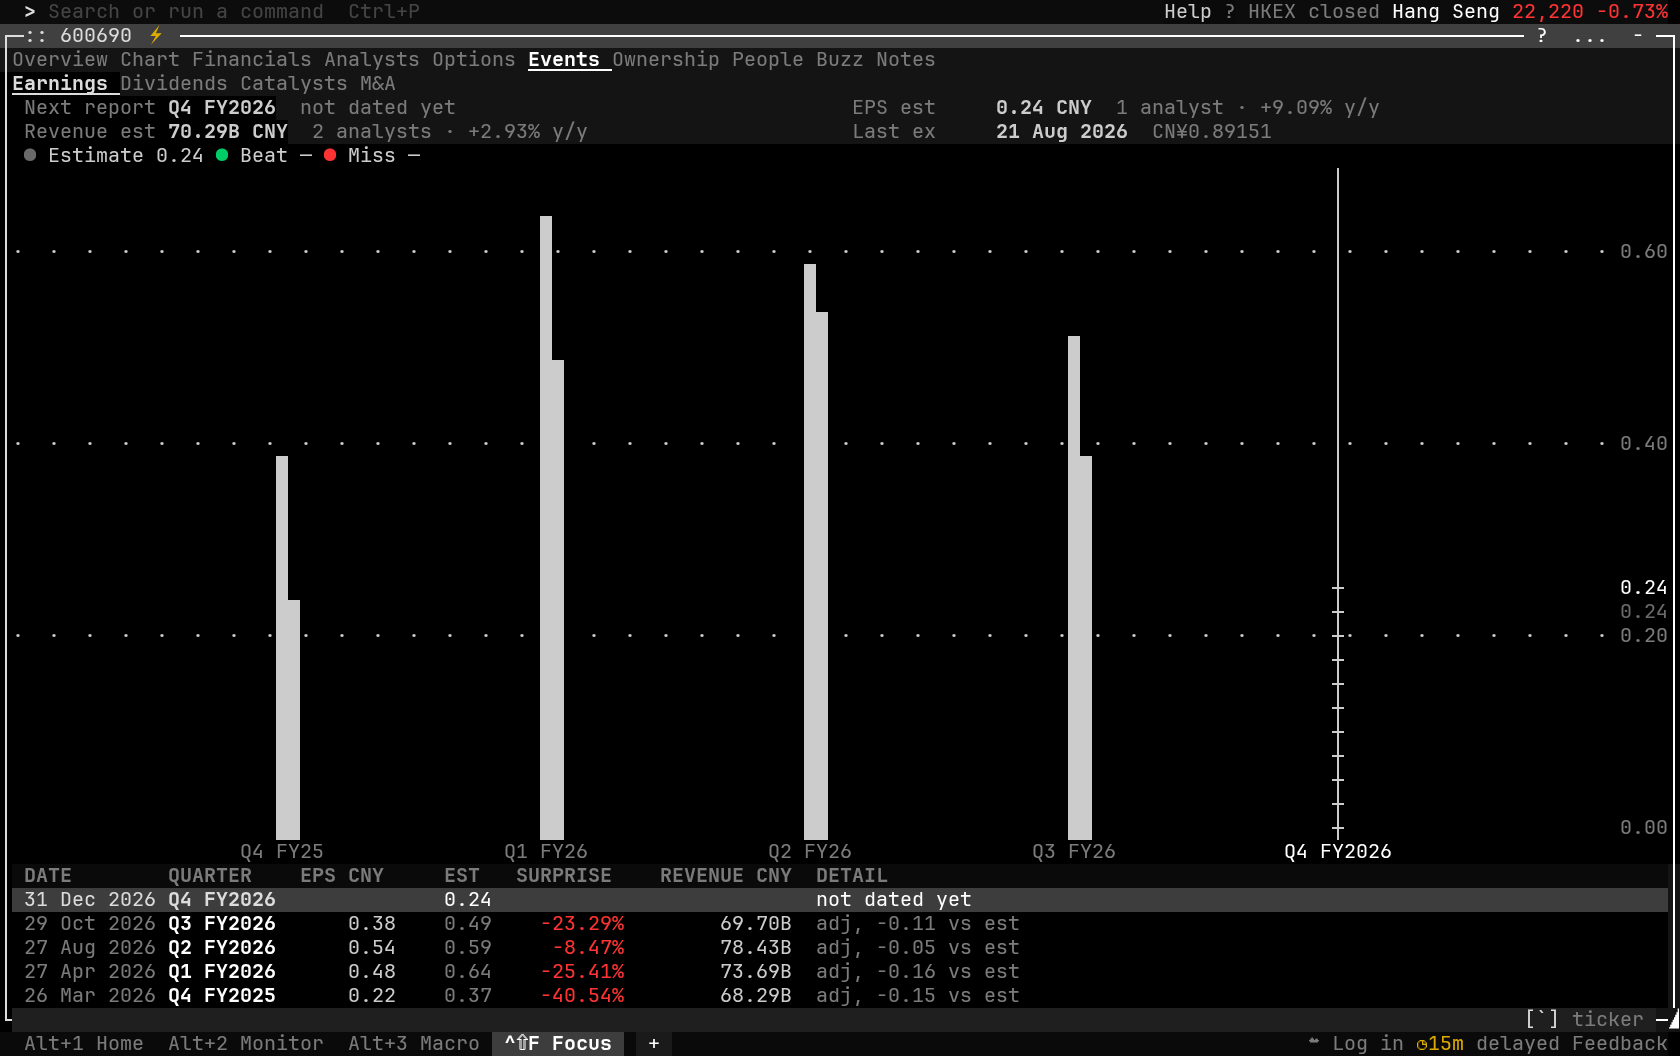 > Search or run a command  Ctrl+P  Help ? HKEX closed Hang Seng 22,220 -0.73%
:: 600690 ⚡  ? ... -
Overview Chart Financials Analysts Options Events Ownership People Buzz Notes
Earnings Dividends Catalysts M&A
Next report Q4 FY2026  not dated yet  EPS est  0.24 CNY  1 analyst · +9.09% y/y
Revenue est 70.29B CNY  2 analysts · +2.93% y/y  Last ex  21 Aug 2026  CN¥0.89151
● Estimate 0.24 ● Beat — ● Miss —
0.60
0.40
0.24
0.24
0.20
0.00
Q4 FY25  Q1 FY26  Q2 FY26  Q3 FY26  Q4 FY2026
DATE  QUARTER  EPS CNY  EST  SURPRISE  REVENUE CNY  DETAIL
31 Dec 2026 Q4 FY2026  0.24  not dated yet
29 Oct 2026 Q3 FY2026  0.38  0.49  -23.29%  69.70B  adj, -0.11 vs est
27 Aug 2026 Q2 FY2026  0.54  0.59  -8.47%  78.43B  adj, -0.05 vs est
27 Apr 2026 Q1 FY2026  0.48  0.64  -25.41%  73.69B  adj, -0.16 vs est
26 Mar 2026 Q4 FY2025  0.22  0.37  -40.54%  68.29B  adj, -0.15 vs est
[`] ticker
Alt+1 Home  Alt+2 Monitor  Alt+3 Macro  ^⇧F Focus  +  Log in ◔15m delayed Feedback